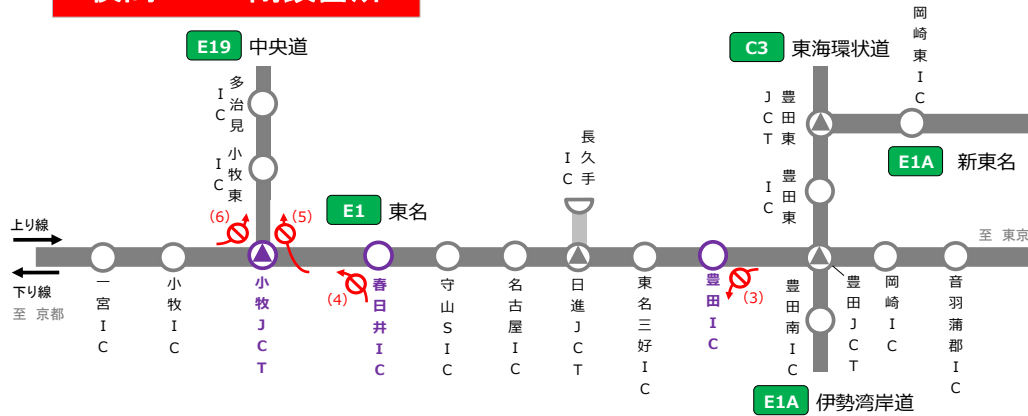 E19 中央道
C3 東海環状道
岡崎東IC
多治見IC
豊田東JCT
長久手IC
小牧東IC
E1A 新東名
豊田東IC
E1 東名
(6)
(5)
上り線
至 東京
下り線
至 京都
(4)
(3)
一宮IC
小牧IC
小牧JCT
春日井IC
守山SIC
名古屋IC
日進JCT
東名三好IC
豊田IC
豊田南IC
豊田JCT
岡崎IC
音羽蒲郡IC
E1A 伊勢湾岸道